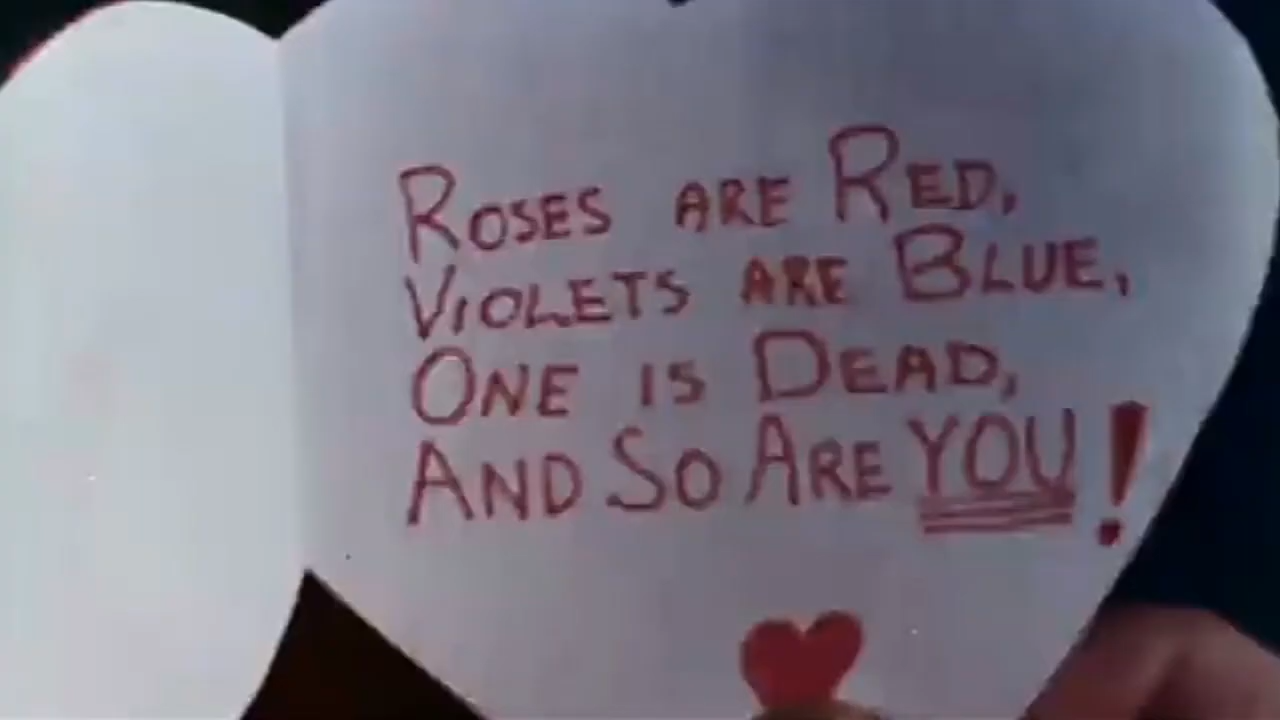 Roses are Red,
Violets are Blue,
One is Dead,
And So Are YOU!